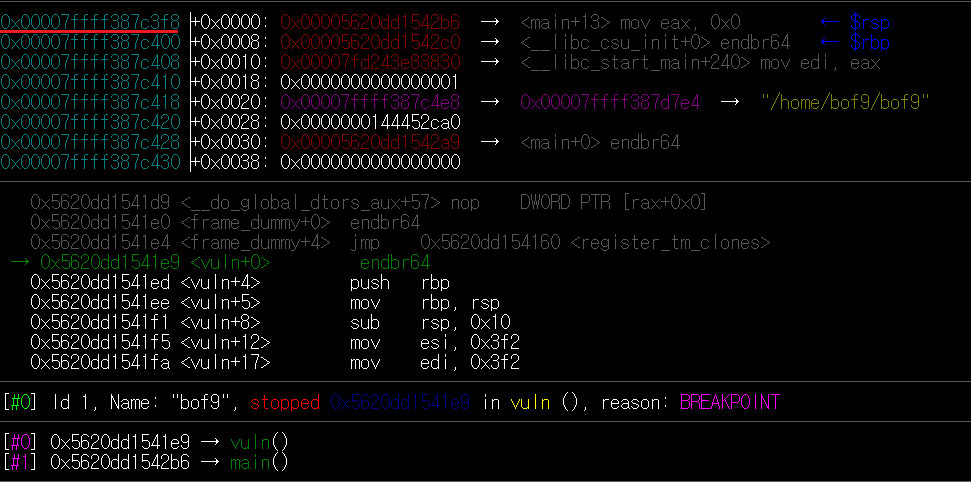 0x00007ffff387c3f8│+0x0000: 0x00005620dd1542b6 → <main+13> mov eax, 0x0 ← $rsp
0x00007ffff387c400│+0x0008: 0x00005620dd1542c0 → <__libc_csu_init+0> endbr64 ← $rbp
0x00007ffff387c408│+0x0010: 0x00007fd243e83830 → <__libc_start_main+240> mov edi, eax
0x00007ffff387c410│+0x0018: 0x0000000000000001
0x00007ffff387c418│+0x0020: 0x00007ffff387c4e8 → 0x00007ffff387d7e4 → "/home/bof9/bof9"
0x00007ffff387c420│+0x0028: 0x0000000144452ca0
0x00007ffff387c428│+0x0030: 0x00005620dd1542a9 → <main+0> endbr64
0x00007ffff387c430│+0x0038: 0x0000000000000000
0x5620dd1541d9 <__do_global_dtors_aux+57> nop DWORD PTR [rax+0x0]
0x5620dd1541e0 <frame_dummy+0> endbr64
0x5620dd1541e4 <frame_dummy+4> jmp 0x5620dd154160 <register_tm_clones>
→ 0x5620dd1541e9 <vuln+0> endbr64
0x5620dd1541ed <vuln+4> push rbp
0x5620dd1541ee <vuln+5> mov rbp, rsp
0x5620dd1541f1 <vuln+8> sub rsp, 0x10
0x5620dd1541f5 <vuln+12> mov esi, 0x3f2
0x5620dd1541fa <vuln+17> mov edi, 0x3f2
[#0] Id 1, Name: "bof9", stopped 0x5620dd1541e9 in vuln (), reason: BREAKPOINT
[#0] 0x5620dd1541e9 → vuln()
[#1] 0x5620dd1542b6 → main()